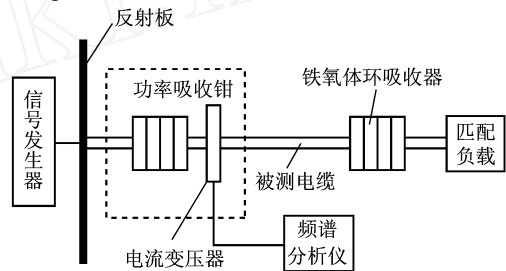 反射板
功率吸收钳
铁氧体环吸收器
信号发生器
匹配
负载
被测电缆
电流变压器
频谱
分析仪